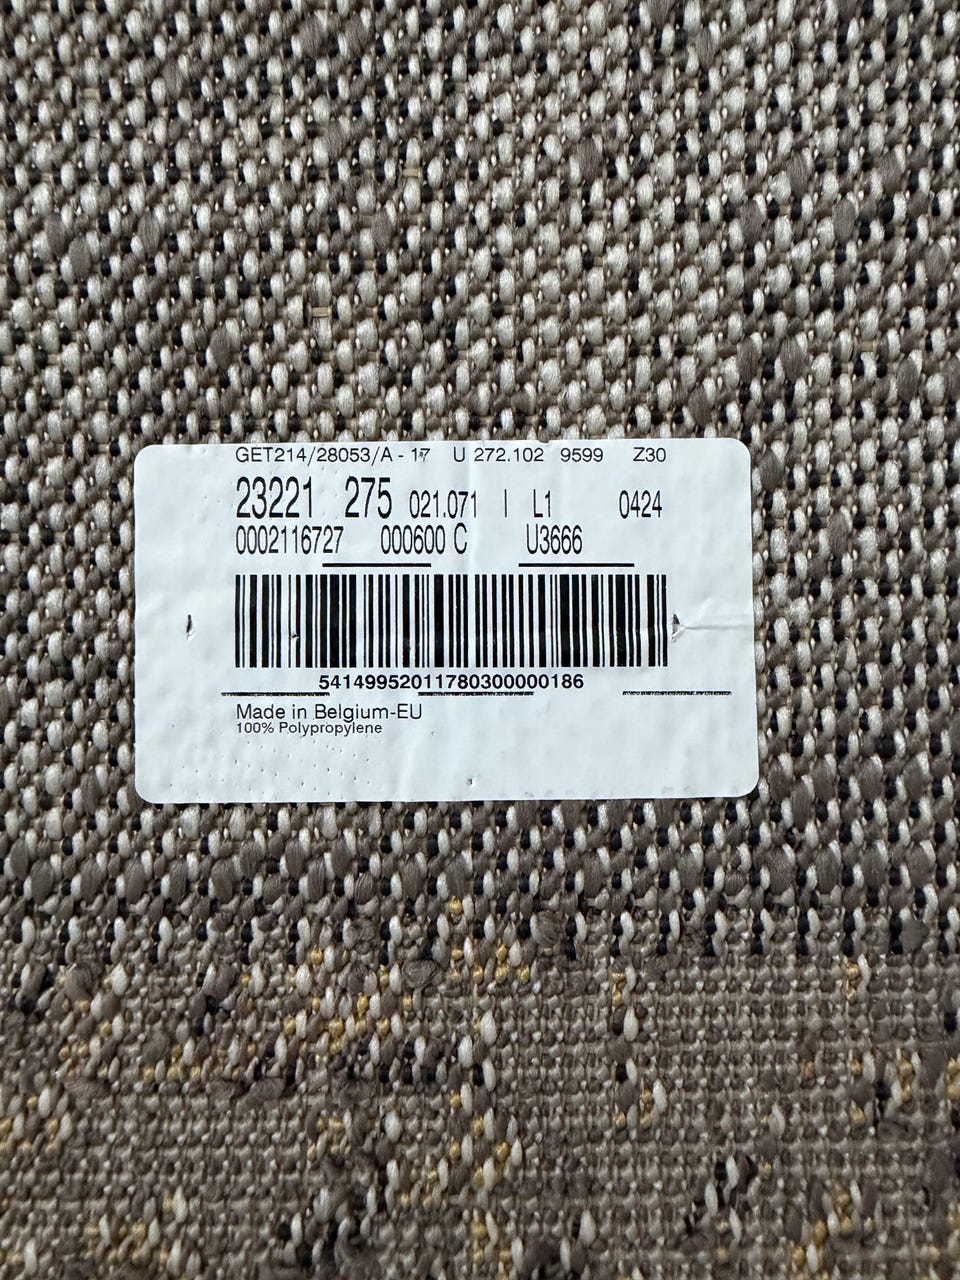 GET214/28053/A - 17 U 272.102 9599 Z30
23221 275 021.071 I L1 0424
0002116727 000600 C U3666
541499520117803000000186
Made in Belgium-EU
100% Polypropylene